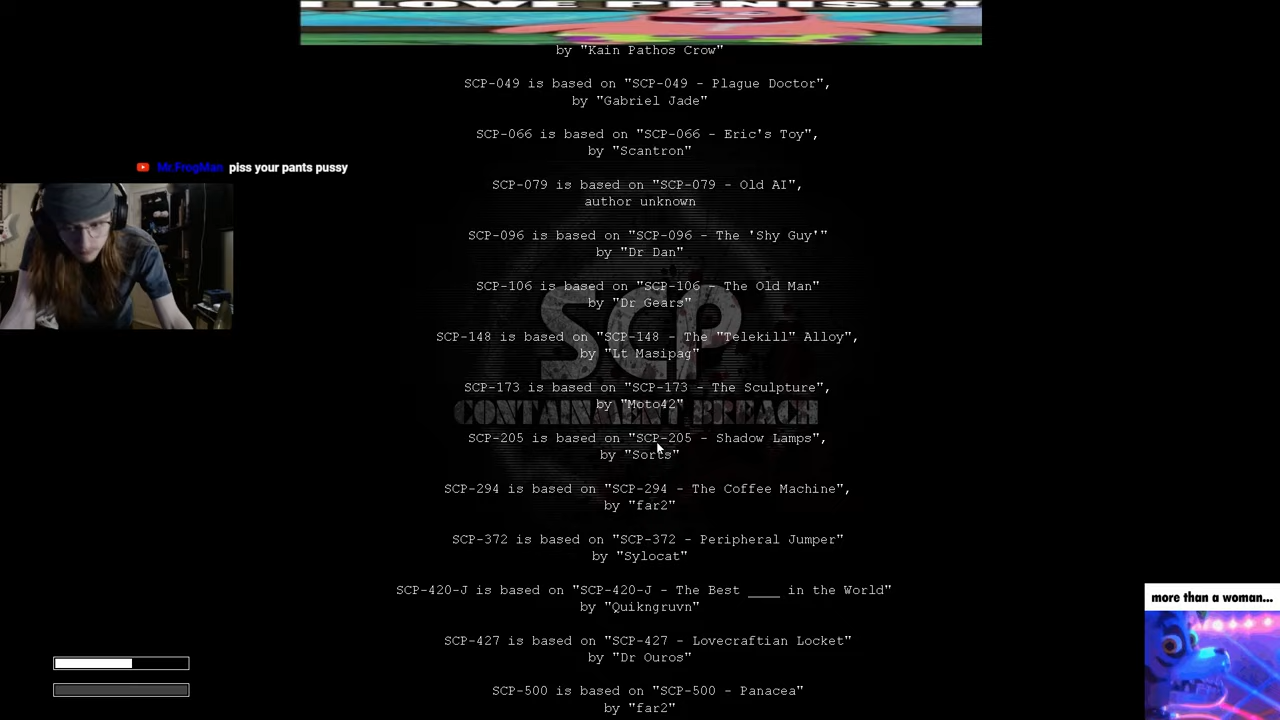 by "Kain Pathos Crow"
SCP-049 is based on "SCP-049 - Plague Doctor",
by "Gabriel Jade"
SCP-066 is based on "SCP-066 - Eric's Toy",
by "Scantron"
Mr.FrogMan piss your pants pussy
SCP-079 is based on "SCP-079 - Old AI",
author unknown
SCP-096 is based on "SCP-096 - The 'Shy Guy'"
by "Dr Dan"
SCP-106 is based on "SCP-106 - The Old Man"
by "Dr Gears"
SCP
SCP-148 is based on "SCP-148 - The "Telekill" Alloy",
by "Lt Masipag"
SCP-173 is based on "SCP-173 - The Sculpture",
by "Moto42"
CONTAINMENT BREACH
SCP-205 is based on "SCP-205 - Shadow Lamps",
by "Sorts"
SCP-294 is based on "SCP-294 - The Coffee Machine",
by "far2"
SCP-372 is based on "SCP-372 - Peripheral Jumper"
by "Sylocat"
SCP-420-J is based on "SCP-420-J - The Best ____ in the World"
by "Quikngruvn"
more than a woman...
SCP-427 is based on "SCP-427 - Lovecraftian Locket"
by "Dr Ouros"
SCP-500 is based on "SCP-500 - Panacea"
by "far2"